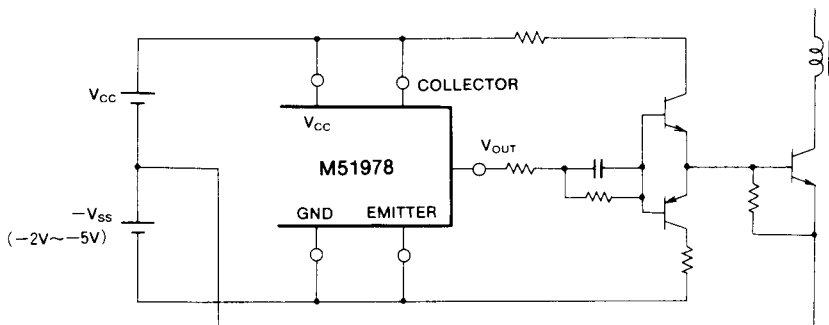 COLLECTOR
VCC
VCC
VOUT
M51978
−VSS
(−2V～−5V)
GND
EMITTER